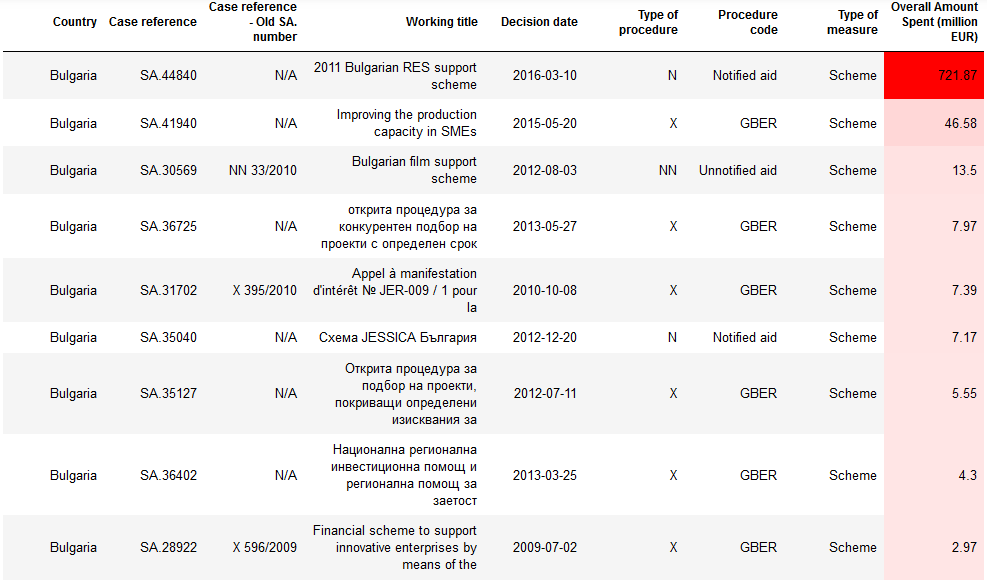 Country Case reference Case reference - Old SA. number Working title Decision date Type of procedure Procedure code Type of measure Overall Amount Spent (million EUR)
Bulgaria SA.44840 N/A 2011 Bulgarian RES support scheme 2016-03-10 N Notified aid Scheme 721.87
Bulgaria SA.41940 N/A Improving the production capacity in SMEs 2015-05-20 X GBER Scheme 46.58
Bulgaria SA.30569 NN 33/2010 Bulgarian film support scheme 2012-08-03 NN Unnotified aid Scheme 13.5
Bulgaria SA.36725 N/A открита процедура за конкурентен подбор на проекти с определен срок 2013-05-27 X GBER Scheme 7.97
Bulgaria SA.31702 X 395/2010 Appel à manifestation d'intérêt № JER-009 / 1 pour la 2010-10-08 X GBER Scheme 7.39
Bulgaria SA.35040 N/A Схема JESSICA България 2012-12-20 N Notified aid Scheme 7.17
Bulgaria SA.35127 N/A Открита процедура за подбор на проекти, покриващи определени изисквания за 2012-07-11 X GBER Scheme 5.55
Bulgaria SA.36402 N/A Национална регионална инвестиционна помощ и регионална помощ за заетост 2013-03-25 X GBER Scheme 4.3
Bulgaria SA.28922 X 596/2009 Financial scheme to support innovative enterprises by means of the 2009-07-02 X GBER Scheme 2.97